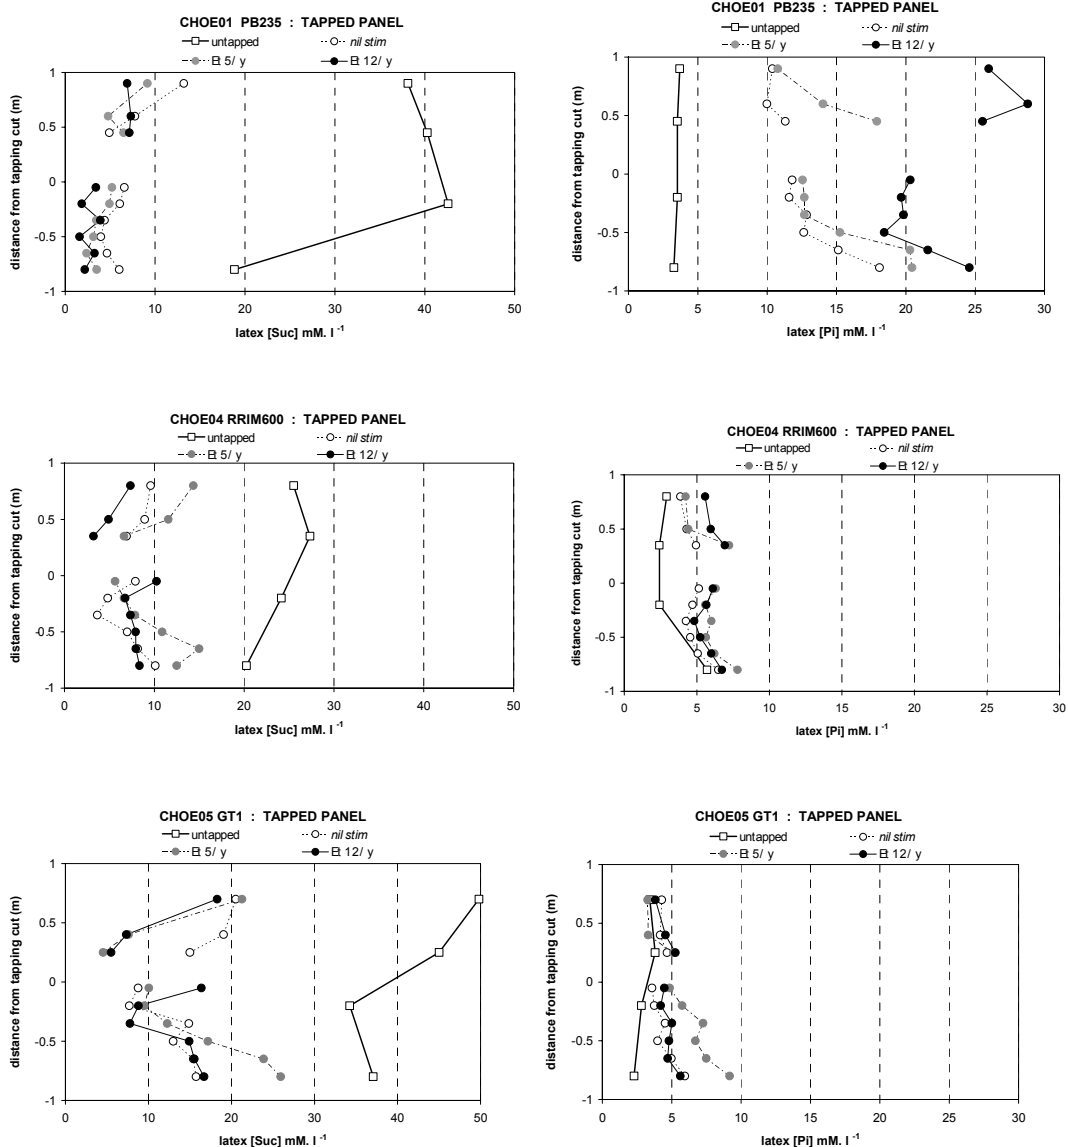 CHOE01 PB235 : TAPPED PANEL
untapped
nil stim
Et 5/ y
Et 12/ y
distance from tapping cut (m)
1
0.5
0
-0.5
-1
0 10 20 30 40 50
latex [Suc] mM. l -1
CHOE01 PB235 : TAPPED PANEL
untapped
nil stim
Et 5/ y
Et 12/ y
distance from tapping cut (m)
1
0.5
0
-0.5
-1
0 5 10 15 20 25 30
latex [Pi] mM. l -1
CHOE04 RRIM600 : TAPPED PANEL
untapped
nil stim
Et 5/ y
Et 12/ y
distance from tapping cut (m)
1
0.5
0
-0.5
-1
0 10 20 30 40 50
latex [Suc] mM. l -1
CHOE04 RRIM600 : TAPPED PANEL
untapped
nil stim
Et 5/ y
Et 12/ y
distance from tapping cut (m)
1
0.5
0
-0.5
-1
0 5 10 15 20 25 30
latex [Pi] mM. l -1
CHOE05 GT1 : TAPPED PANEL
untapped
nil stim
Et 5/ y
Et 12/ y
distance from tapping cut (m)
1
0.5
0
-0.5
-1
0 10 20 30 40 50
latex [Suc] mM. l -1
CHOE05 GT1 : TAPPED PANEL
untapped
nil stim
Et 5/ y
Et 12/ y
distance from tapping cut (m)
1
0.5
0
-0.5
-1
0 5 10 15 20 25 30
latex [Pi] mM. l -1